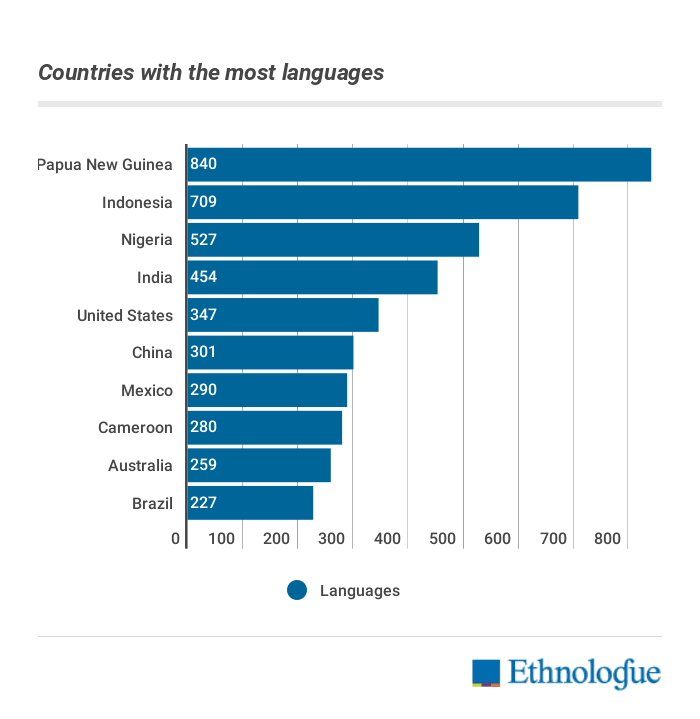 Countries with the most languages
Papua New Guinea 840
Indonesia 709
Nigeria 527
India 454
United States 347
China 301
Mexico 290
Cameroon 280
Australia 259
Brazil 227
0 100 200 300 400 500 600 700 800
Languages
Ethnologue